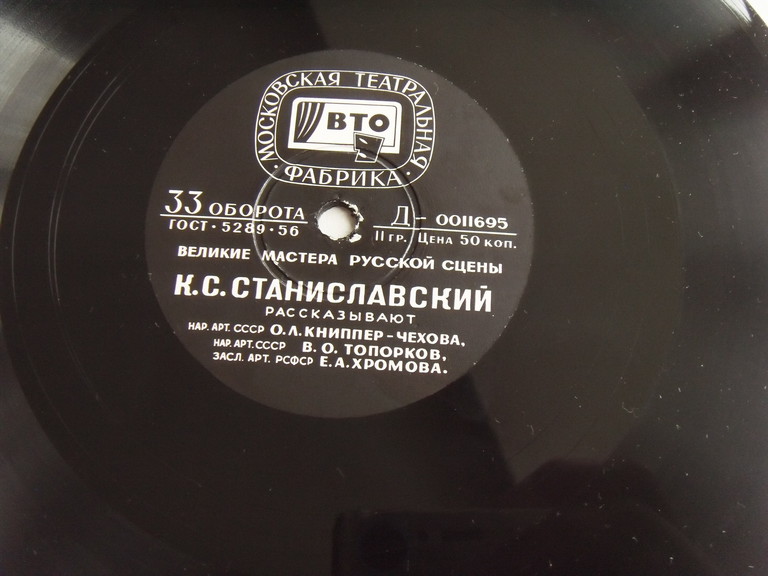 МОСКОВСКАЯ ТЕАТРАЛЬНАЯ
ВТО
· ФАБРИКА ·
33 ОБОРОТА
ГОСТ · 5289 · 56
Д - 0011695
II ГР. ЦЕНА 50 КОП.
ВЕЛИКИЕ МАСТЕРА РУССКОЙ СЦЕНЫ
К.С. СТАНИСЛАВСКИЙ
РАССКАЗЫВАЮТ
НАР. АРТ. СССР О.Л. КНИППЕР-ЧЕХОВА,
НАР. АРТ. СССР В.О. ТОПОРКОВ,
ЗАСЛ. АРТ. РСФСР Е.А. ХРОМОВА.